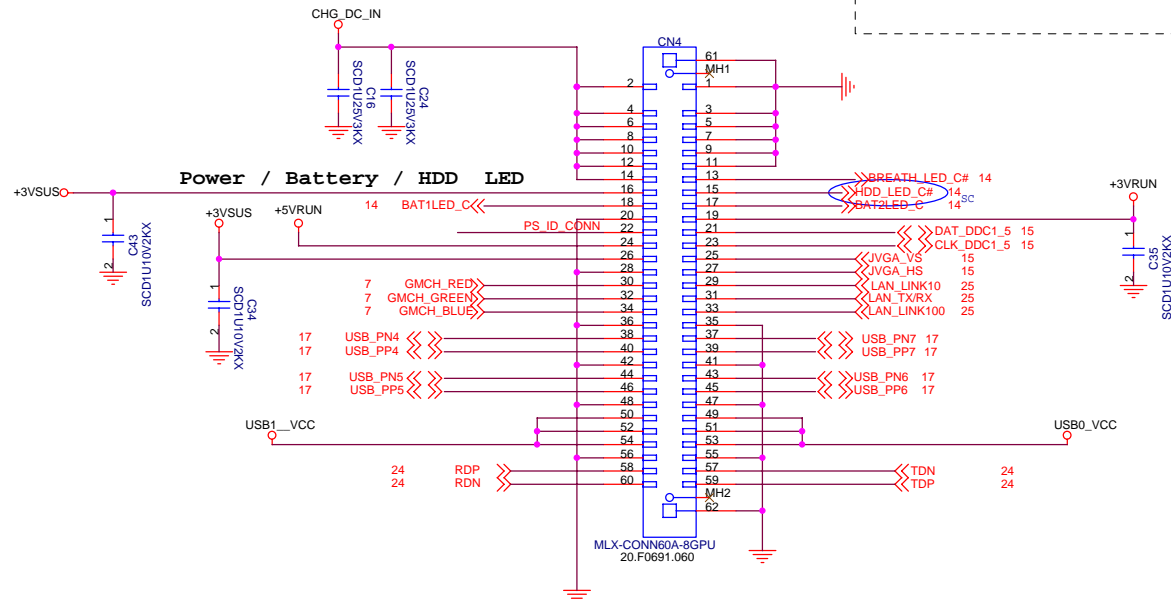 CHG_DC_IN
CN4
C16
SCD1U25V3KX
C24
SCD1U25V3KX
61
MH1
2
1
4
3
6
5
8
7
10
9
12
11
Power / Battery / HDD LED
14
13
BREATH_LED_C# 14
+3VSUS
16
15
HDD_LED_C# 14
SC
+3VRUN
14 BAT1LED_C
18
17
BAT2LED_C 14
+3VSUS
+5VRUN
20
19
PS_ID_CONN
22
21
DAT_DDC1_5 15
24
23
CLK_DDC1_5 15
1
2
C43
SCD1U10V2KX
1
2
C35
SCD1U10V2KX
26
25
JVGA_VS 15
28
27
JVGA_HS 15
7 GMCH_RED
30
29
LAN_LINK10 25
7 GMCH_GREEN
32
31
LAN_TX/RX 25
7 GMCH_BLUE
34
33
LAN_LINK100 25
1
2
C34
SCD1U10V2KX
36
35
17 USB_PN4
38
37
USB_PN7 17
17 USB_PP4
40
39
USB_PP7 17
42
41
17 USB_PN5
44
43
USB_PN6 17
17 USB_PP5
46
45
USB_PP6 17
48
47
50
49
USB1__VCC
52
51
USB0_VCC
54
53
56
55
24 RDP
58
57
TDN 24
24 RDN
60
59
TDP 24
MH2
62
MLX-CONN60A-8GPU
20.F0691.060